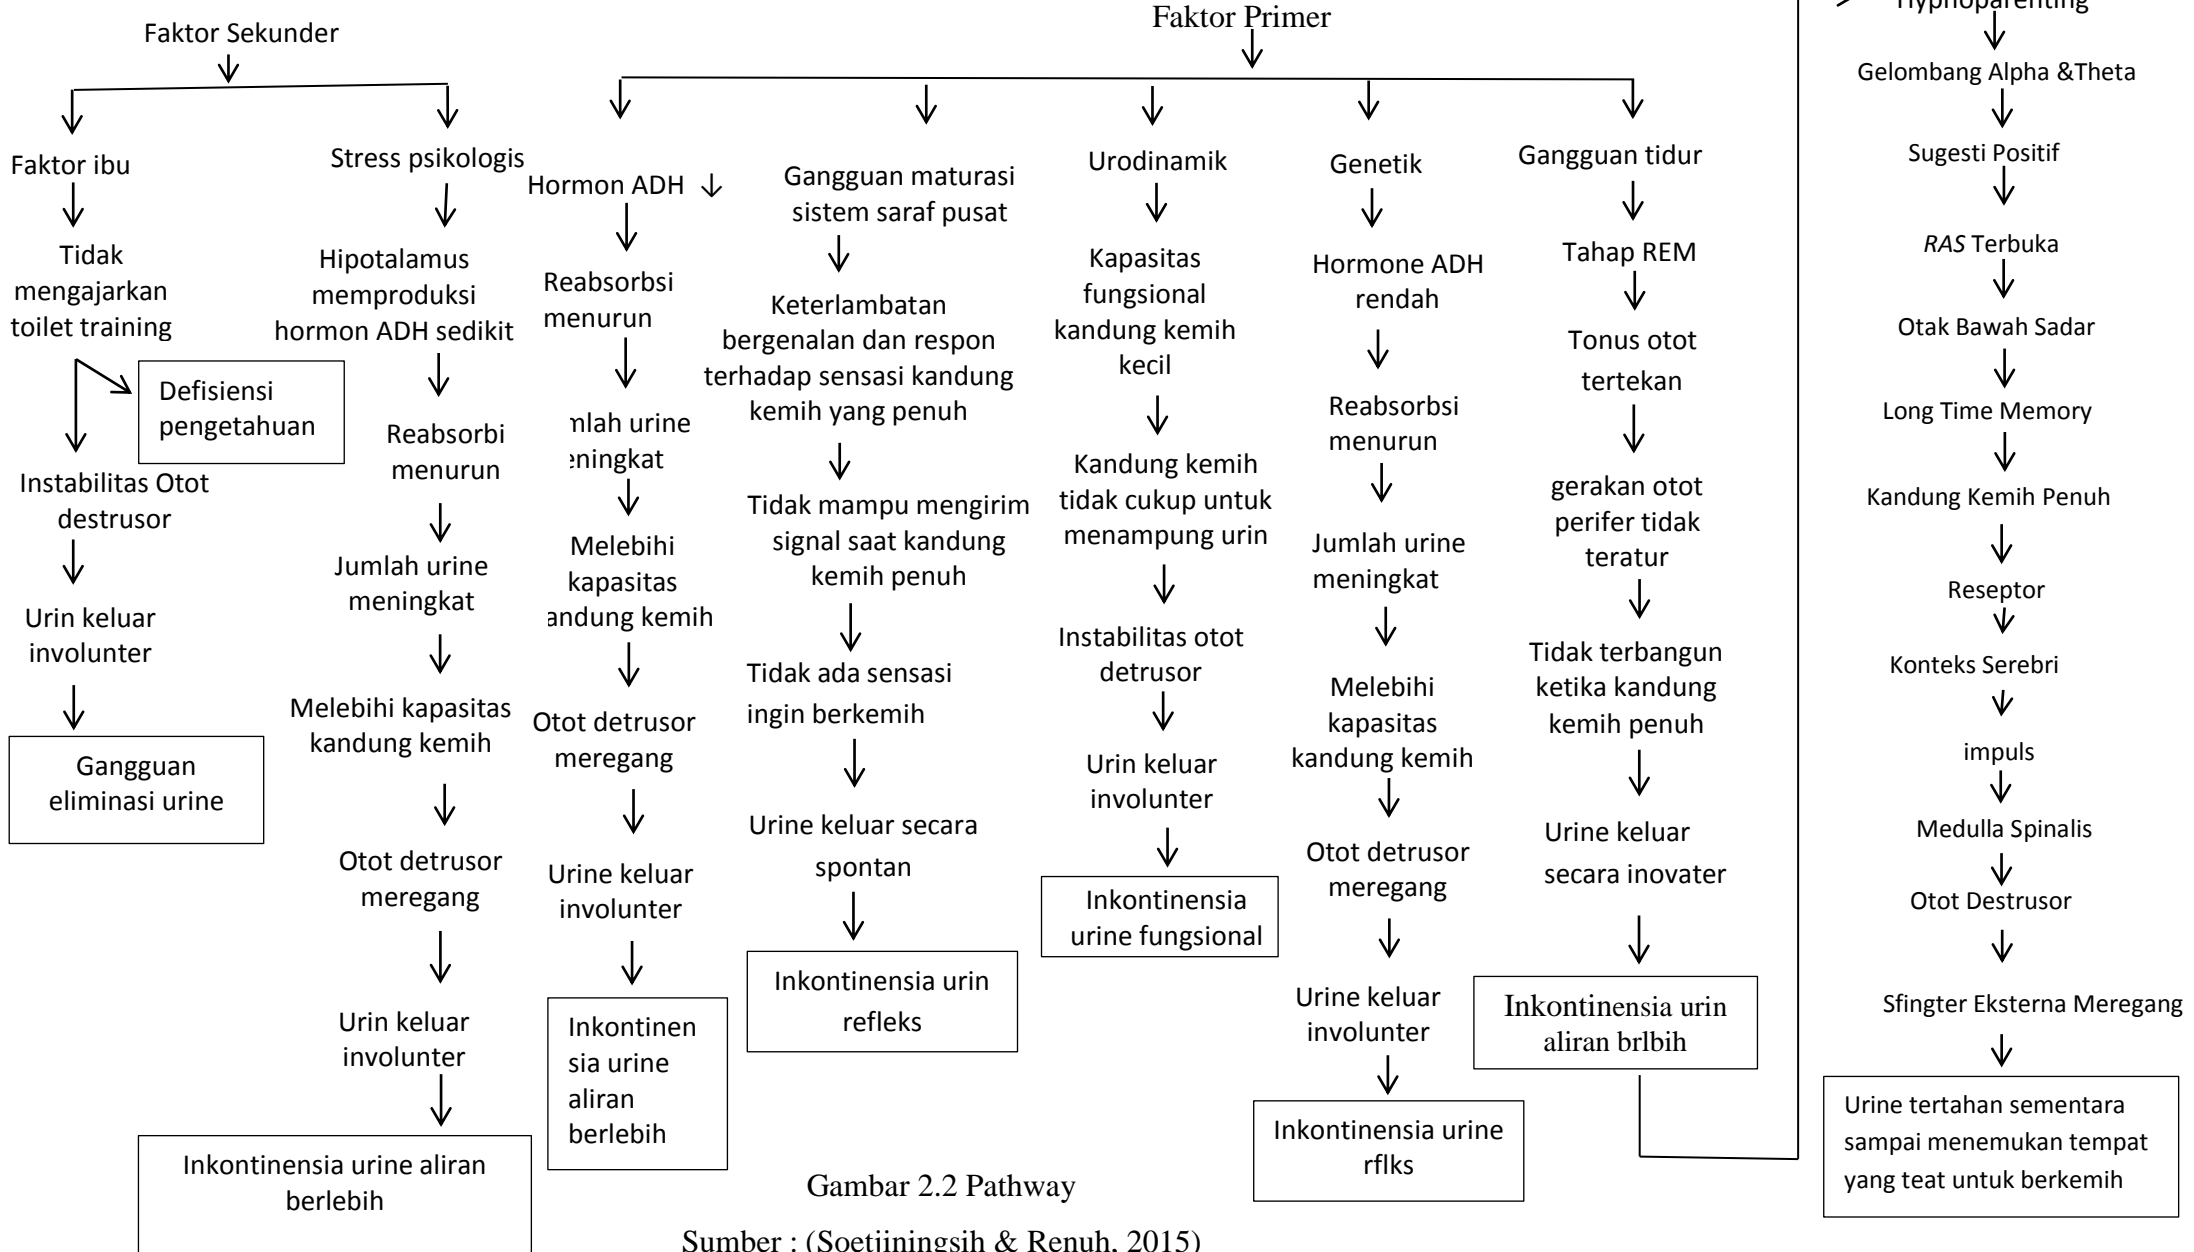 Faktor Sekunder
Faktor ibu
Tidak
mengajarkan
toilet training
Defisiensi
pengetahuan
Instabilitas Otot
destrusor
Urin keluar
involunter
Gangguan
eliminasi urine
Stress psikologis
Hipotalamus
memproduksi
hormon ADH sedikit
Reabsorbi
menurun
Jumlah urine
meningkat
Melebihi kapasitas
kandung kemih
Otot detrusor
meregang
Urin keluar
involunter
Inkontinensia urine aliran
berlebih
Faktor Primer
Hormon ADH ↓
Reabsorbsi
menurun
mlah urine
eningkat
Melebihi
kapasitas
andung kemih
Otot detrusor
meregang
Urine keluar
involunter
Inkontinen
sia urine
aliran
berlebih
Gangguan maturasi
sistem saraf pusat
Keterlambatan
bergenalan dan respon
terhadap sensasi kandung
kemih yang penuh
Tidak mampu mengirim
signal saat kandung
kemih penuh
Tidak ada sensasi
ingin berkemih
Urine keluar secara
spontan
Inkontinensia urin
refleks
Urodinamik
Kapasitas
fungsional
kandung kemih
kecil
Kandung kemih
tidak cukup untuk
menampung urin
Instabilitas otot
detrusor
Urin keluar
involunter
Inkontinensia
urine fungsional
Genetik
Hormone ADH
rendah
Reabsorbsi
menurun
Jumlah urine
meningkat
Melebihi
kapasitas
kandung kemih
Otot detrusor
meregang
Urine keluar
involunter
Inkontinensia urine
rflks
Gangguan tidur
Tahap REM
Tonus otot
tertekan
gerakan otot
perifer tidak
teratur
Tidak terbangun
ketika kandung
kemih penuh
Urine keluar
secara inovater
Inkontinensia urin
aliran brlbih
Hypnoparenting
Gelombang Alpha &Theta
Sugesti Positif
RAS Terbuka
Otak Bawah Sadar
Long Time Memory
Kandung Kemih Penuh
Reseptor
Konteks Serebri
impuls
Medulla Spinalis
Otot Destrusor
Sfingter Eksterna Meregang
Urine tertahan sementara
sampai menemukan tempat
yang teat untuk berkemih
Gambar 2.2 Pathway
Sumber : (Soetjiningsih & Renuh, 2015)